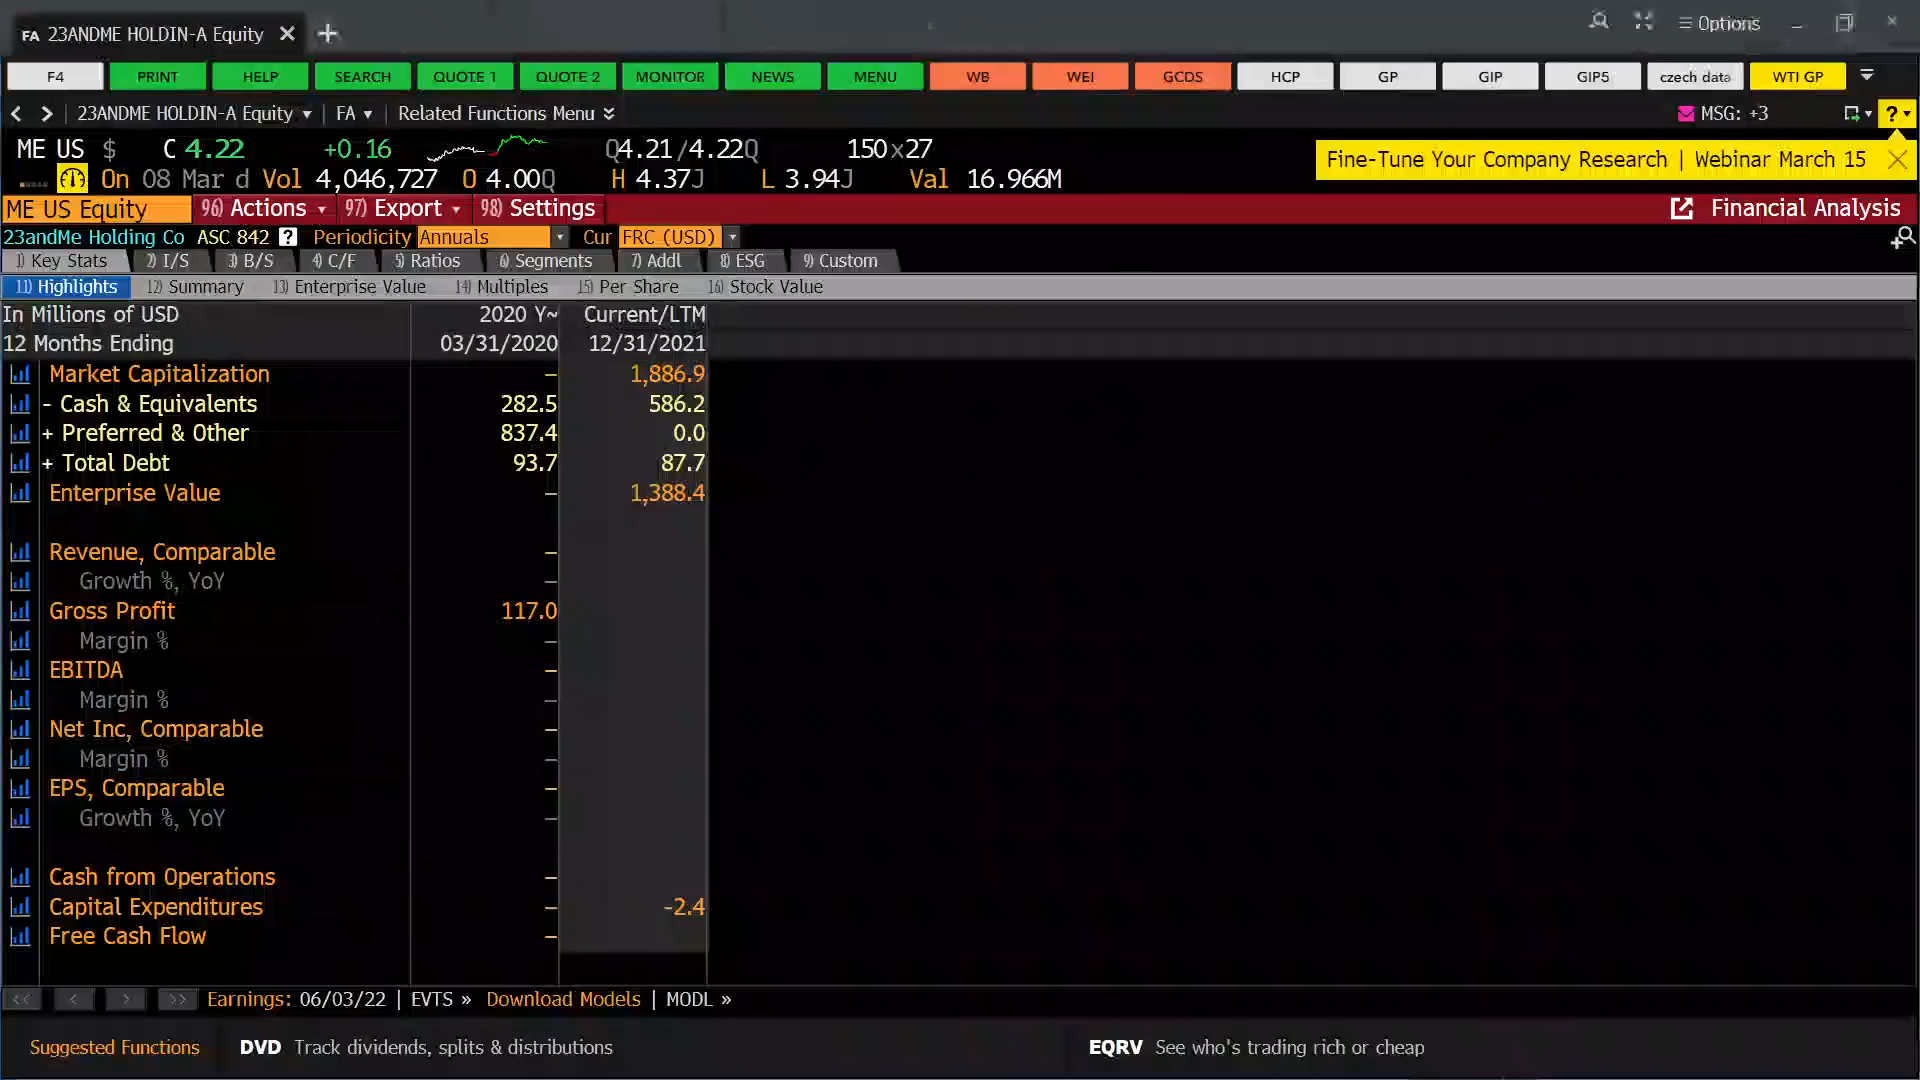 FA 23ANDME HOLDIN-A Equity × +
Options
F4 PRINT HELP SEARCH QUOTE 1 QUOTE 2 MONITOR NEWS MENU WB WEI GCDS HCP GP GIP GIP5 czech data WTI GP
< > 23ANDME HOLDIN-A Equity FA Related Functions Menu MSG: +3 ?
ME US $ C 4.22 +0.16 Q4.21/4.22Q 150x27
Fine-Tune Your Company Research | Webinar March 15
On 08 Mar d Vol 4,046,727 O 4.00Q H 4.37J L 3.94J Val 16.966M
ME US Equity 96) Actions 97) Export 98) Settings Financial Analysis
23andMe Holding Co ASC 842 ? Periodicity Annuals Cur FRC (USD)
1) Key Stats 2) I/S 3) B/S 4) C/F 5) Ratios 6) Segments 7) Addl 8) ESG 9) Custom
11) Highlights 12) Summary 13) Enterprise Value 14) Multiples 15) Per Share 16) Stock Value
In Millions of USD 2020 Y~ Current/LTM
12 Months Ending 03/31/2020 12/31/2021
Market Capitalization — 1,886.9
- Cash & Equivalents 282.5 586.2
+ Preferred & Other 837.4 0.0
+ Total Debt 93.7 87.7
Enterprise Value — 1,388.4
Revenue, Comparable —
Growth %, YoY —
Gross Profit 117.0
Margin % —
EBITDA —
Margin % —
Net Inc, Comparable —
Margin % —
EPS, Comparable —
Growth %, YoY —
Cash from Operations —
Capital Expenditures — -2.4
Free Cash Flow —
<< < > >> Earnings: 06/03/22 | EVTS » Download Models | MODL »
Suggested Functions DVD Track dividends, splits & distributions EQRV See who's trading rich or cheap